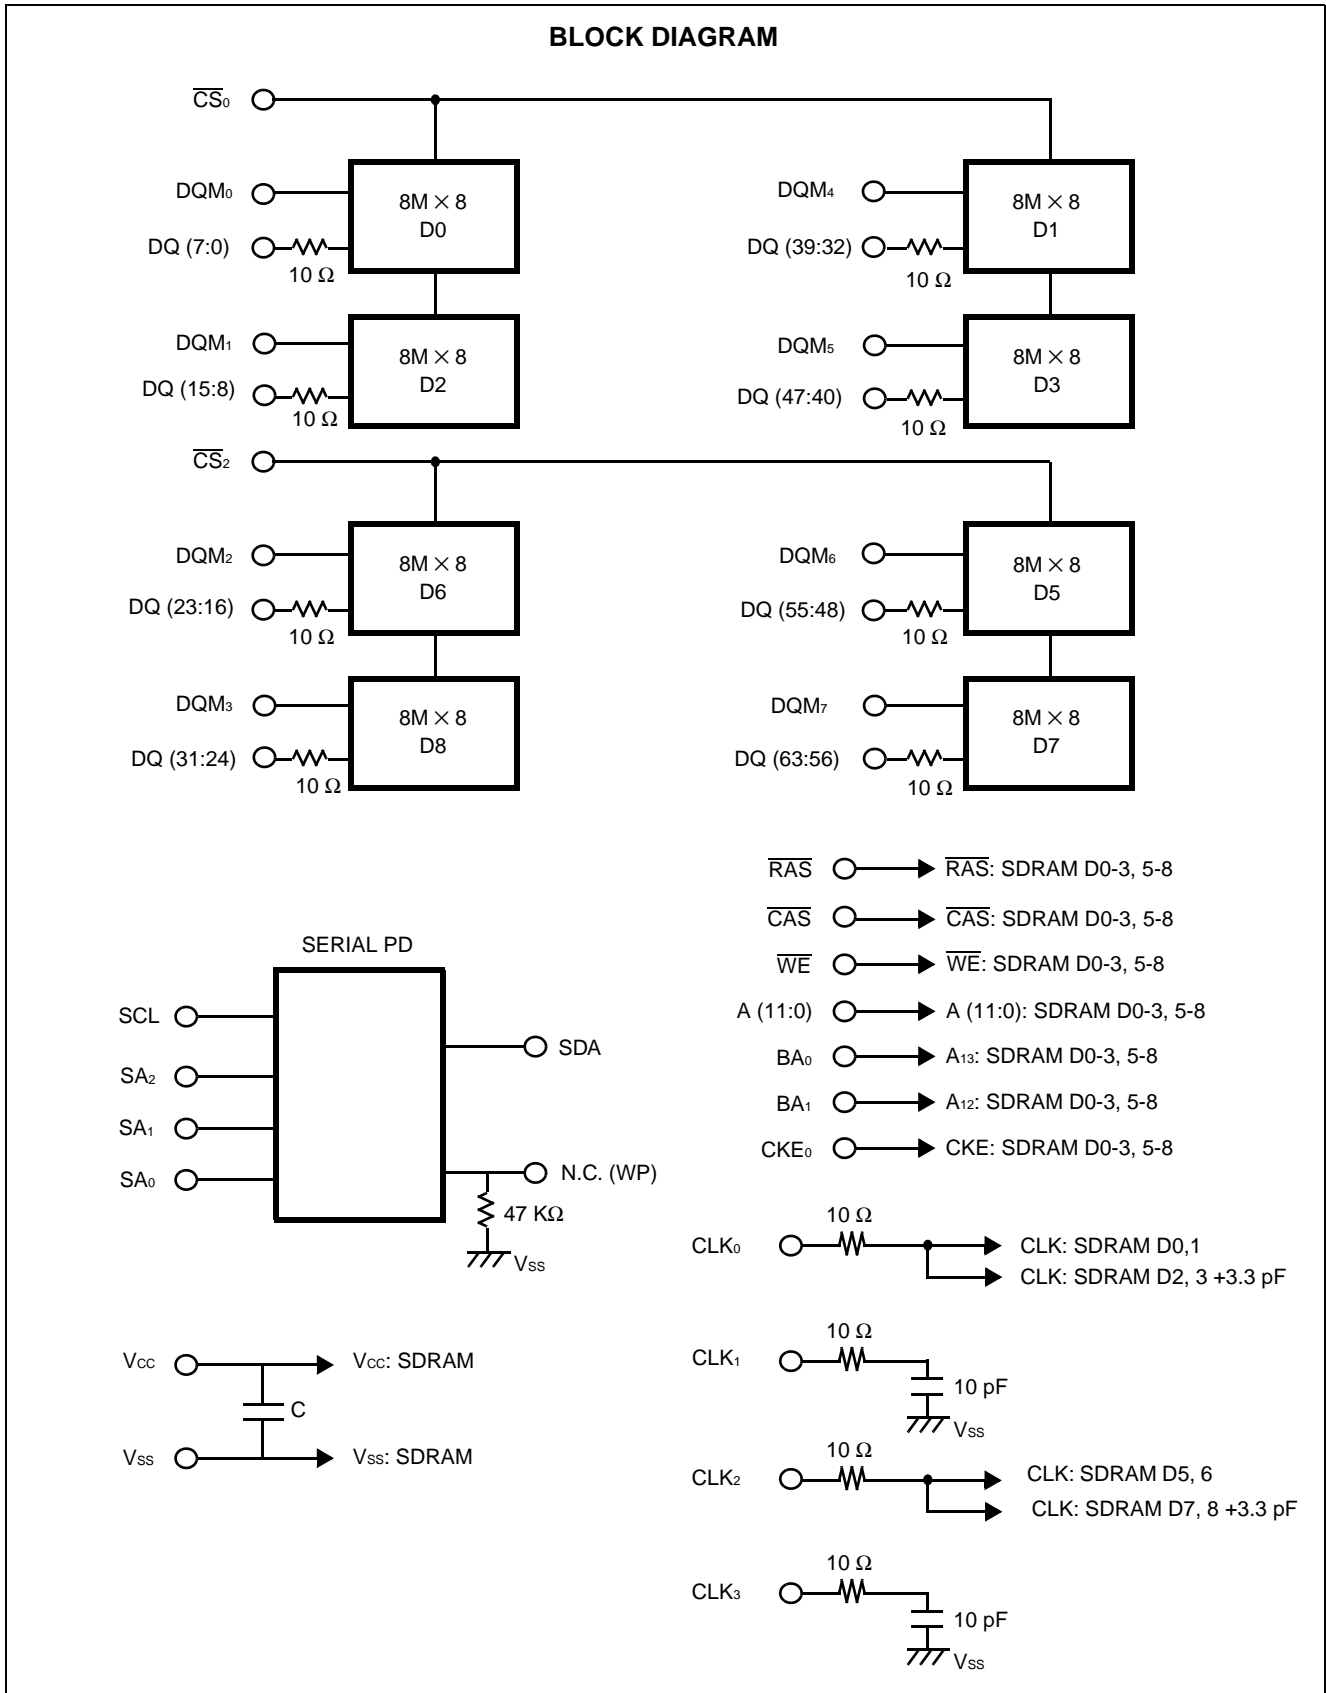 BLOCK DIAGRAM
CS0
DQM0
8M × 8
D0
DQ (7:0)
10 Ω
DQM4
8M × 8
D1
DQ (39:32)
10 Ω
DQM1
8M × 8
D2
DQ (15:8)
10 Ω
DQM5
8M × 8
D3
DQ (47:40)
10 Ω
CS2
DQM2
8M × 8
D6
DQ (23:16)
10 Ω
DQM6
8M × 8
D5
DQ (55:48)
10 Ω
DQM3
8M × 8
D8
DQ (31:24)
10 Ω
DQM7
8M × 8
D7
DQ (63:56)
10 Ω
RAS RAS: SDRAM D0-3, 5-8
CAS CAS: SDRAM D0-3, 5-8
WE WE: SDRAM D0-3, 5-8
A (11:0) A (11:0): SDRAM D0-3, 5-8
BA0 A13: SDRAM D0-3, 5-8
BA1 A12: SDRAM D0-3, 5-8
CKE0 CKE: SDRAM D0-3, 5-8
SERIAL PD
SCL
SA2
SA1
SA0
SDA
N.C. (WP)
47 KΩ
Vss
10 Ω
CLK0
CLK: SDRAM D0,1
CLK: SDRAM D2, 3 +3.3 pF
Vcc Vcc: SDRAM
C
Vss Vss: SDRAM
10 Ω
CLK1
10 pF
Vss
10 Ω
CLK2
CLK: SDRAM D5, 6
CLK: SDRAM D7, 8 +3.3 pF
10 Ω
CLK3
10 pF
Vss